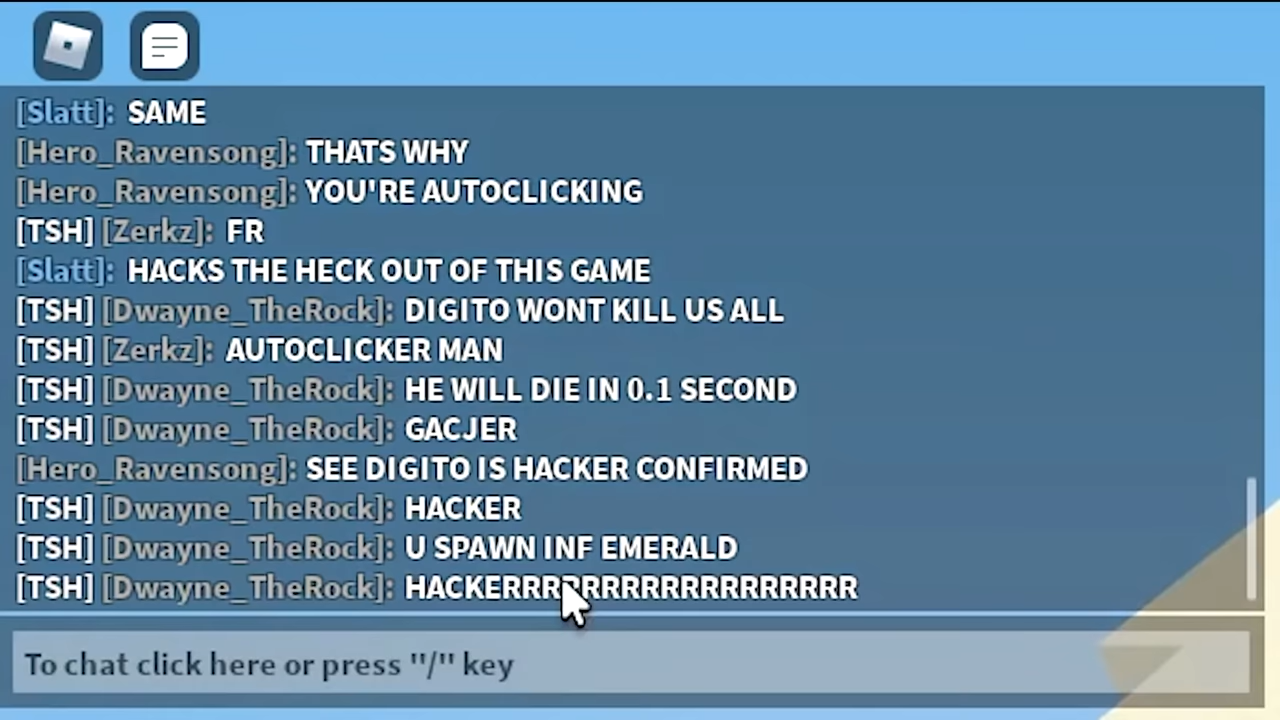 [Slatt]: SAME
[Hero_Ravensong]: THATS WHY
[Hero_Ravensong]: YOU'RE AUTOCLICKING
[TSH] [Zerkz]: FR
[Slatt]: HACKS THE HECK OUT OF THIS GAME
[TSH] [Dwayne_TheRock]: DIGITO WONT KILL US ALL
[TSH] [Zerkz]: AUTOCLICKER MAN
[TSH] [Dwayne_TheRock]: HE WILL DIE IN 0.1 SECOND
[TSH] [Dwayne_TheRock]: GACJER
[Hero_Ravensong]: SEE DIGITO IS HACKER CONFIRMED
[TSH] [Dwayne_TheRock]: HACKER
[TSH] [Dwayne_TheRock]: U SPAWN INF EMERALD
[TSH] [Dwayne_TheRock]: HACKERRRRRRRRRRRRRRRRRRR
To chat click here or press "/" key